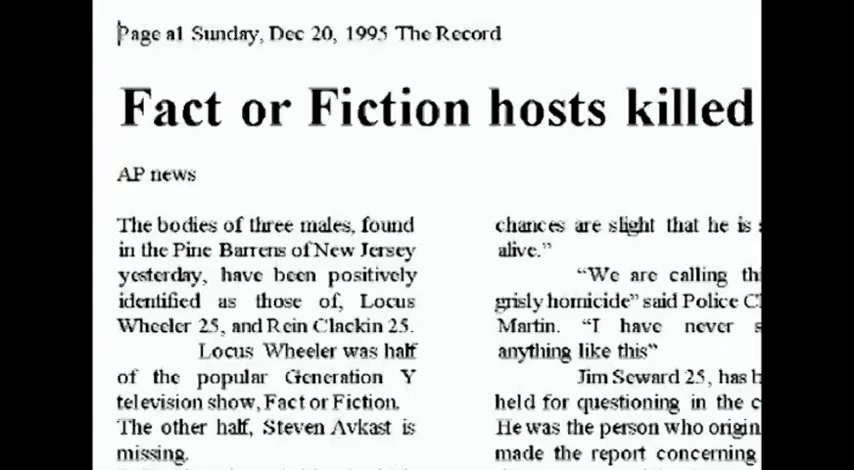 Page a1 Sunday, Dec 20, 1995 The Record
Fact or Fiction hosts killed
AP news
The bodies of three males, found
in the Pine Barrens of New Jersey
yesterday, have been positively
identified as those of, Locus
Wheeler 25, and Rein Clackin 25.
Locus Wheeler was half
of the popular Generation Y
television show, Fact or Fiction.
The other half, Steven Avkast is
missing.
chances are slight that he is
alive.”
“We are calling
grisly homicide” said Police
Martin. “I have never
anything like this”
Jim Seward 25, has
held for questioning in the
He was the person who
made the report concerning